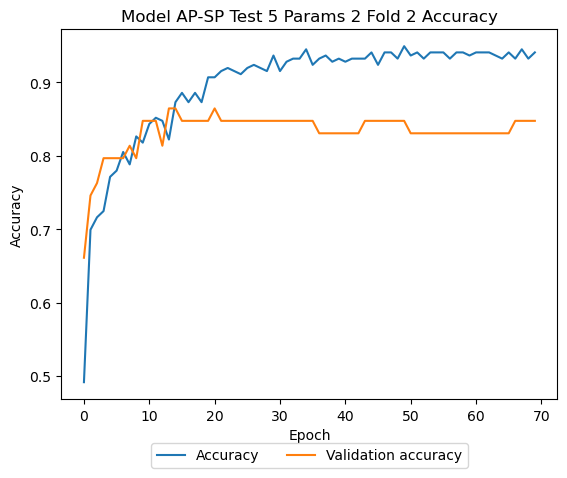 Model AP-SP Test 5 Params 2 Fold 2 Accuracy
0.9
0.8
0.7
0.6
0.5
Accuracy
0 10 20 30 40 50 60 70
Epoch
Accuracy Validation accuracy